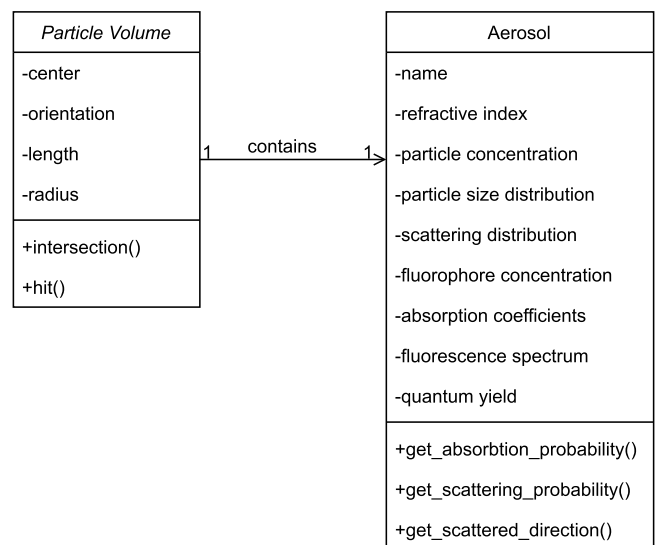 Particle Volume
-center
-orientation
-length
-radius
+intersection()
+hit()
1 contains 1
Aerosol
-name
-refractive index
-particle concentration
-particle size distribution
-scattering distribution
-fluorophore concentration
-absorption coefficients
-fluorescence spectrum
-quantum yield
+get_absorbtion_probability()
+get_scattering_probability()
+get_scattered_direction()